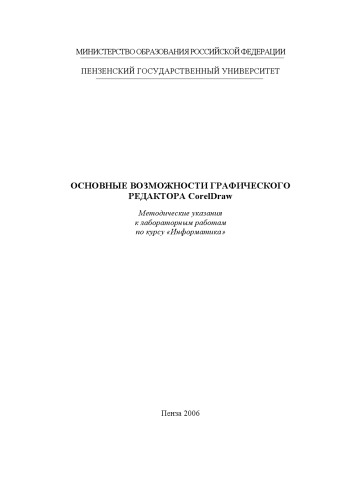 МИНИСТЕРСТВО ОБРАЗОВАНИЯ РОССИЙСКОЙ ФЕДЕРАЦИИ
ПЕНЗЕНСКИЙ ГОСУДАРСТВЕННЫЙ УНИВЕРСИТЕТ
ОСНОВНЫЕ ВОЗМОЖНОСТИ ГРАФИЧЕСКОГО
РЕДАКТОРА CorelDraw
Методические указания
к лабораторным работам
по курсу «Информатика»
Пенза 2006